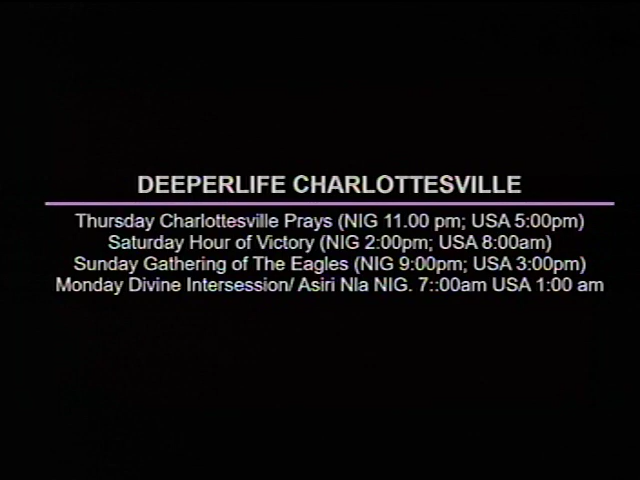 DEEPERLIFE CHARLOTTESVILLE
Thursday Charlottesville Prays (NIG 11.00 pm; USA 5:00pm)
Saturday Hour of Victory (NIG 2:00pm; USA 8:00am)
Sunday Gathering of The Eagles (NIG 9:00pm; USA 3:00pm)
Monday Divine Intersession/ Asiri Nla NIG. 7::00am USA 1:00 am